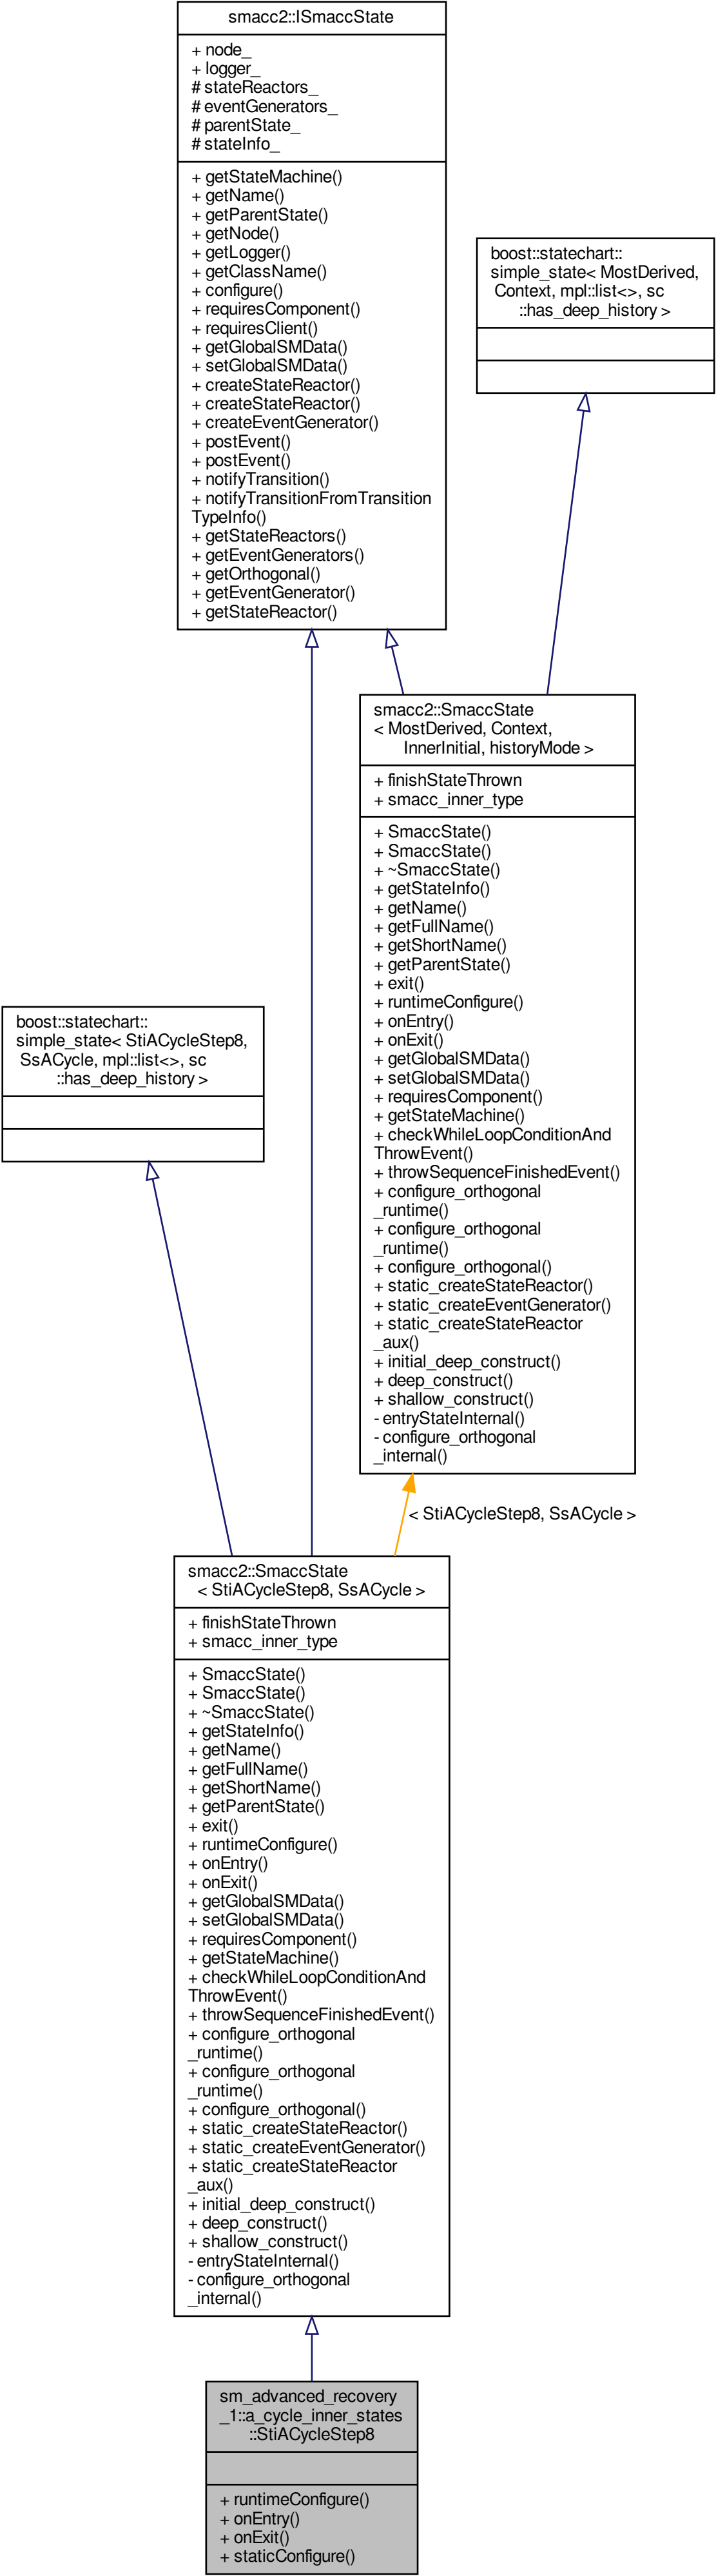 smacc2::ISmaccState
+ node_
+ logger_
# stateReactors_
# eventGenerators_
# parentState_
# stateInfo_
+ getStateMachine()
+ getName()
+ getParentState()
+ getNode()
+ getLogger()
+ getClassName()
+ configure()
+ requiresComponent()
+ requiresClient()
+ getGlobalSMData()
+ setGlobalSMData()
+ createStateReactor()
+ createStateReactor()
+ createEventGenerator()
+ postEvent()
+ postEvent()
+ notifyTransition()
+ notifyTransitionFromTransition
TypeInfo()
+ getStateReactors()
+ getEventGenerators()
+ getOrthogonal()
+ getEventGenerator()
+ getStateReactor()
boost::statechart::
simple_state< MostDerived,
Context, mpl::list<>, sc
::has_deep_history >
smacc2::SmaccState
< MostDerived, Context,
InnerInitial, historyMode >
+ finishStateThrown
+ smacc_inner_type
+ SmaccState()
+ SmaccState()
+ ~SmaccState()
+ getStateInfo()
+ getName()
+ getFullName()
+ getShortName()
+ getParentState()
+ exit()
+ runtimeConfigure()
+ onEntry()
+ onExit()
+ getGlobalSMData()
+ setGlobalSMData()
+ requiresComponent()
+ getStateMachine()
+ checkWhileLoopConditionAnd
ThrowEvent()
+ throwSequenceFinishedEvent()
+ configure_orthogonal
_runtime()
+ configure_orthogonal
_runtime()
+ configure_orthogonal()
+ static_createStateReactor()
+ static_createEventGenerator()
+ static_createStateReactor
_aux()
+ initial_deep_construct()
+ deep_construct()
+ shallow_construct()
- entryStateInternal()
- configure_orthogonal
_internal()
boost::statechart::
simple_state< StiACycleStep8,
SsACycle, mpl::list<>, sc
::has_deep_history >
< StiACycleStep8, SsACycle >
smacc2::SmaccState
< StiACycleStep8, SsACycle >
+ finishStateThrown
+ smacc_inner_type
+ SmaccState()
+ SmaccState()
+ ~SmaccState()
+ getStateInfo()
+ getName()
+ getFullName()
+ getShortName()
+ getParentState()
+ exit()
+ runtimeConfigure()
+ onEntry()
+ onExit()
+ getGlobalSMData()
+ setGlobalSMData()
+ requiresComponent()
+ getStateMachine()
+ checkWhileLoopConditionAnd
ThrowEvent()
+ throwSequenceFinishedEvent()
+ configure_orthogonal
_runtime()
+ configure_orthogonal
_runtime()
+ configure_orthogonal()
+ static_createStateReactor()
+ static_createEventGenerator()
+ static_createStateReactor
_aux()
+ initial_deep_construct()
+ deep_construct()
+ shallow_construct()
- entryStateInternal()
- configure_orthogonal
_internal()
sm_advanced_recovery
_1::a_cycle_inner_states
::StiACycleStep8
+ runtimeConfigure()
+ onEntry()
+ onExit()
+ staticConfigure()